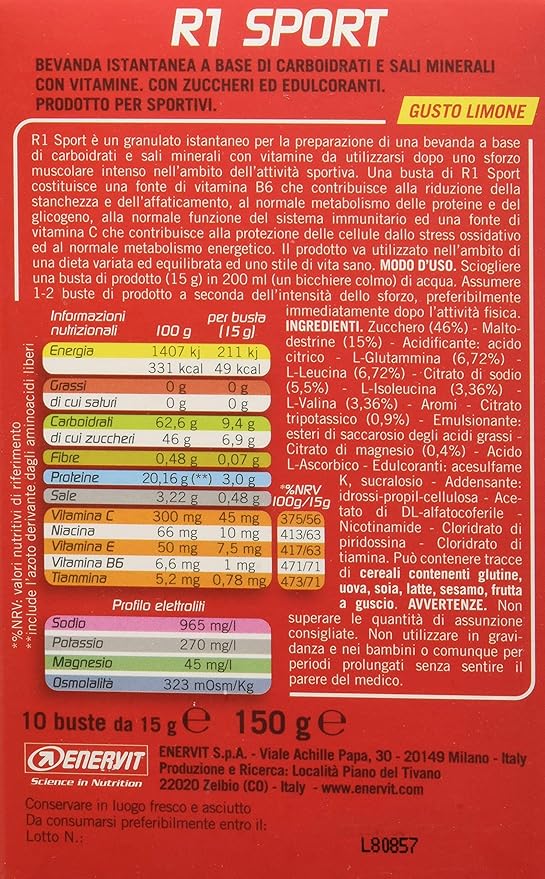 R1 SPORT
BEVANDA ISTANTANEA A BASE DI CARBOIDRATI E SALI MINERALI
CON VITAMINE. CON ZUCCHERI ED EDULCORANTI.
PRODOTTO PER SPORTIVI.
GUSTO LIMONE
R1 Sport è un granulato istantaneo per la preparazione di una bevanda a base
di carboidrati e sali minerali con vitamine da utilizzarsi dopo uno sforzo
muscolare intenso nell'ambito dell'attività sportiva. Una busta di R1 Sport
costituisce una fonte di vitamina B6 che contribuisce alla riduzione della
stanchezza e dell'affaticamento, al normale metabolismo delle proteine e del
glicogeno, alla normale funzione del sistema immunitario ed una fonte di
vitamina C che contribuisce alla protezione delle cellule dallo stress ossidativo
ed al normale metabolismo energetico. Il prodotto va utilizzato nell'ambito di
una dieta variata ed equilibrata ed uno stile di vita sano. MODO D'USO. Sciogliere
una busta di prodotto (15 g) in 200 ml (un bicchiere colmo) di acqua. Assumere
1-2 buste di prodotto a seconda dell'intensità dello sforzo, preferibilmente
immediatamente dopo l'attività fisica.
INGREDIENTI. Zucchero (46%) - Malto-
destrine (15%) - Acidificante: acido
citrico - L-Glutammina (6,72%) -
L-Leucina (6,72%) - Citrato di sodio
(5,5%) - L-Isoleucina (3,36%) -
L-Valina (3,36%) - Aromi - Citrato
tripotassico (0,9%) - Emulsionante:
esteri di saccarosio degli acidi grassi -
Citrato di magnesio (0,4%) - Acido
L-Ascorbico - Edulcoranti: acesulfame
K, sucralosio - Addensante:
idrossi-propil-cellulosa - Ace-
tato di DL-alfatocoferile -
Nicotinamide - Cloridrato di
piridossina - Cloridrato di
tiamina. Può contenere tracce
di cereali contenenti glutine,
uova, soia, latte, sesamo, frutta
a guscio. AVVERTENZE. Non
superare le quantità di assunzione
consigliate. Non utilizzare in gravi-
danza e nei bambini o comunque per
periodi prolungati senza sentire il
parere del medico.
Informazioni nutrizionali 100 g per busta (15 g)
Energia 1407 kj 211 kj
331 kcal 49 kcal
Grassi 0 g 0 g
di cui saturi 0 g 0 g
Carboidrati 62,6 g 9,4 g
di cui zuccheri 46 g 6,9 g
Fibre 0,48 g 0,07 g
Proteine 20,16 g(**) 3,0 g
Sale 3,22 g 0,48 g
*%NRV
100g/15g
Vitamina C 300 mg 45 mg 375/56
Niacina 66 mg 10 mg 413/63
Vitamina E 50 mg 7,5 mg 417/63
Vitamina B6 6,6 mg 1 mg 471/71
Tiammina 5,2 mg 0,78 mg 473/71
*%NRV: valori nutritivi di riferimento
**include l'azoto derivante dagli aminoacidi liberi
Profilo elettroliti
Sodio 965 mg/l
Potassio 270 mg/l
Magnesio 45 mg/l
Osmolalità 323 mOsm/Kg
10 buste da 15 g e 150 g e
ENERVIT
Science in Nutrition
ENERVIT S.p.A. - Viale Achille Papa, 30 - 20149 Milano - Italy
Produzione e Ricerca: Località Piano del Tivano
22020 Zelbio (CO) - Italy - www.enervit.com
Conservare in luogo fresco e asciutto
Da consumarsi preferibilmente entro il:
Lotto N.:
L80857